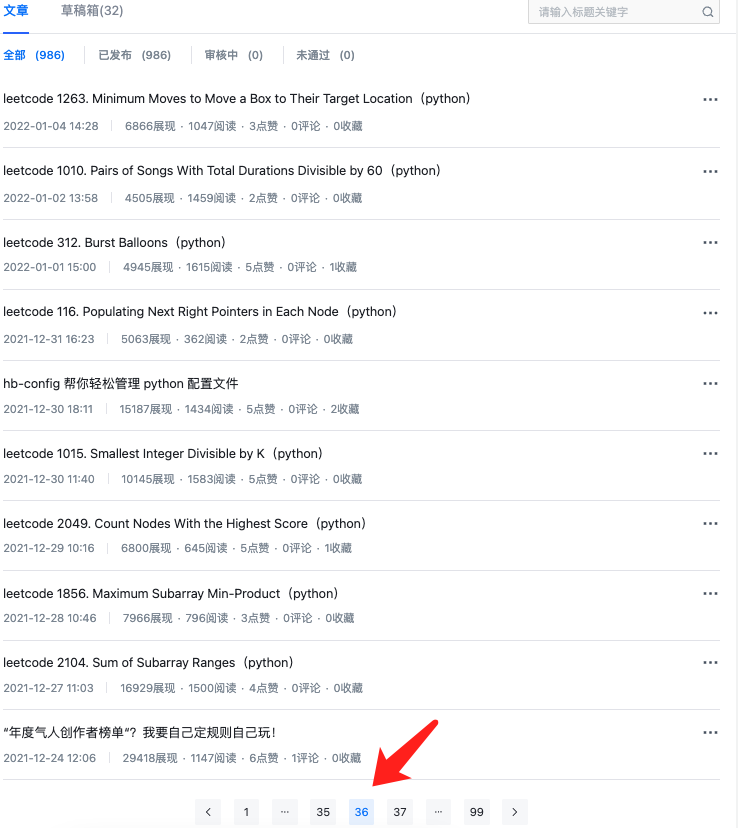 文章 草稿箱(32) 请输入标题关键字
全部 (986) 已发布 (986) 审核中 (0) 未通过 (0)
leetcode 1263. Minimum Moves to Move a Box to Their Target Location（python）
2022-01-04 14:28 6866展现 · 1047阅读 · 3点赞 · 0评论 · 0收藏
leetcode 1010. Pairs of Songs With Total Durations Divisible by 60（python）
2022-01-02 13:58 4505展现 · 1459阅读 · 2点赞 · 0评论 · 0收藏
leetcode 312. Burst Balloons（python）
2022-01-01 15:00 4945展现 · 1615阅读 · 5点赞 · 0评论 · 1收藏
leetcode 116. Populating Next Right Pointers in Each Node（python）
2021-12-31 16:23 5063展现 · 362阅读 · 2点赞 · 0评论 · 0收藏
hb-config 帮你轻松管理 python 配置文件
2021-12-30 18:11 15187展现 · 1434阅读 · 5点赞 · 0评论 · 2收藏
leetcode 1015. Smallest Integer Divisible by K（python）
2021-12-30 11:40 10145展现 · 1583阅读 · 5点赞 · 0评论 · 0收藏
leetcode 2049. Count Nodes With the Highest Score（python）
2021-12-29 10:16 6800展现 · 645阅读 · 5点赞 · 0评论 · 1收藏
leetcode 1856. Maximum Subarray Min-Product（python）
2021-12-28 10:46 7966展现 · 796阅读 · 3点赞 · 0评论 · 0收藏
leetcode 2104. Sum of Subarray Ranges（python）
2021-12-27 11:03 16929展现 · 1500阅读 · 4点赞 · 0评论 · 0收藏
“年度气人创作者榜单“？我要自己定规则自己玩！
2021-12-24 12:06 29418展现 · 1147阅读 · 6点赞 · 1评论 · 0收藏
1 ··· 35 36 37 ··· 99